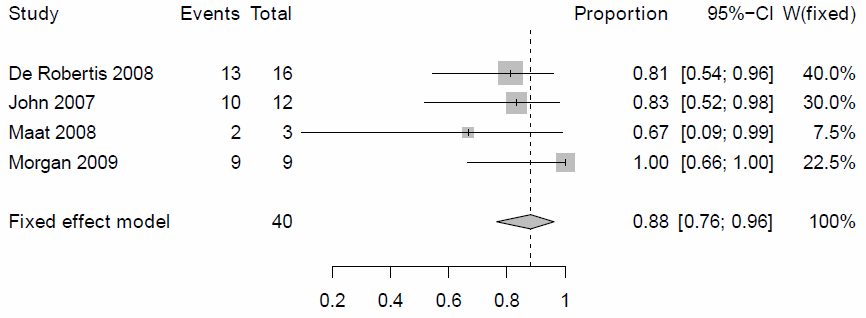 Study Events Total Proportion 95%−CI W(fixed)
De Robertis 2008 13 16 0.81 [0.54; 0.96] 40.0%
John 2007 10 12 0.83 [0.52; 0.98] 30.0%
Maat 2008 2 3 0.67 [0.09; 0.99] 7.5%
Morgan 2009 9 9 1.00 [0.66; 1.00] 22.5%
Fixed effect model 40 0.88 [0.76; 0.96] 100%
0.2 0.4 0.6 0.8 1